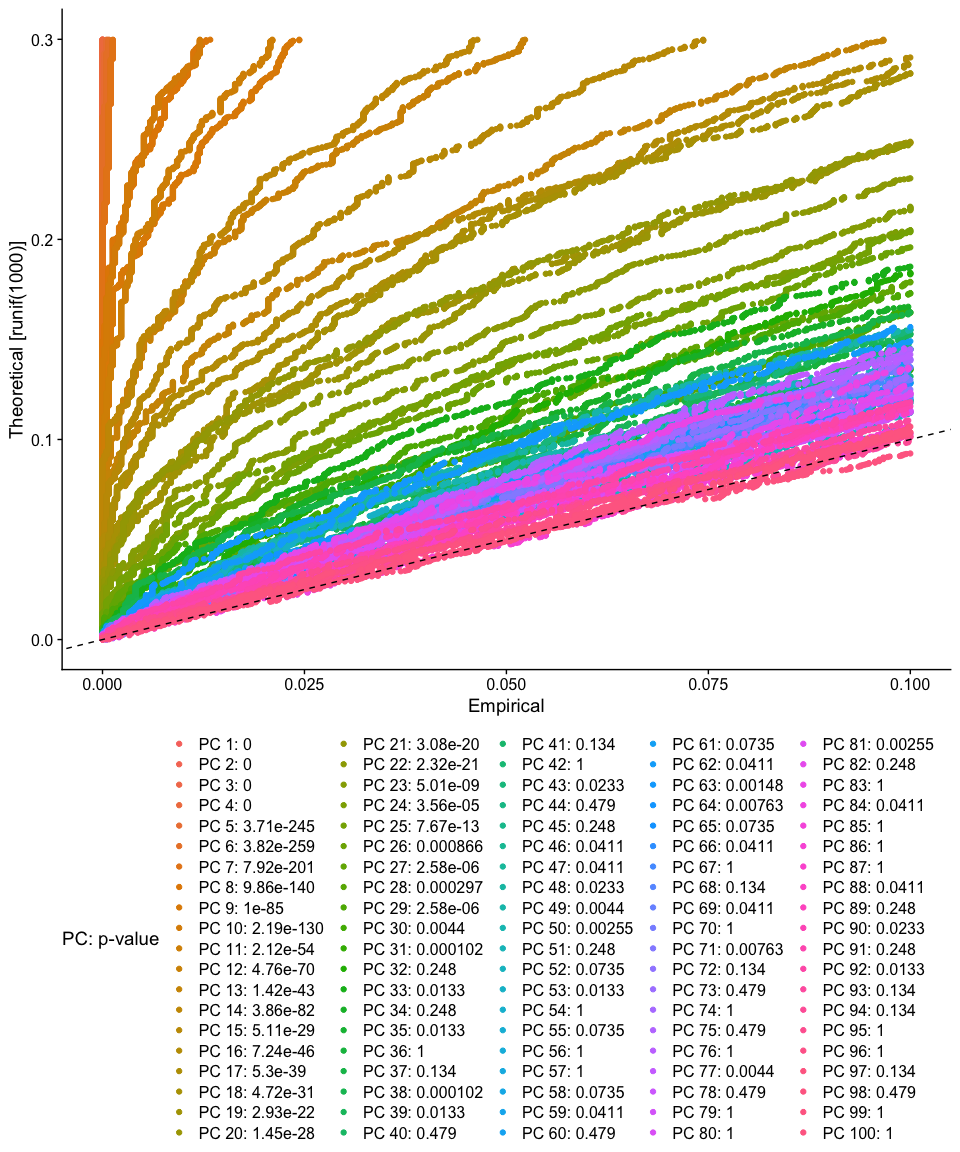 0.3
0.2
0.1
0.0
Theoretical [runif(1000)]
0.000 0.025 0.050 0.075 0.100
Empirical
PC: p-value
PC 1: 0
PC 2: 0
PC 3: 0
PC 4: 0
PC 5: 3.71e-245
PC 6: 3.82e-259
PC 7: 7.92e-201
PC 8: 9.86e-140
PC 9: 1e-85
PC 10: 2.19e-130
PC 11: 2.12e-54
PC 12: 4.76e-70
PC 13: 1.42e-43
PC 14: 3.86e-82
PC 15: 5.11e-29
PC 16: 7.24e-46
PC 17: 5.3e-39
PC 18: 4.72e-31
PC 19: 2.93e-22
PC 20: 1.45e-28
PC 21: 3.08e-20
PC 22: 2.32e-21
PC 23: 5.01e-09
PC 24: 3.56e-05
PC 25: 7.67e-13
PC 26: 0.000866
PC 27: 2.58e-06
PC 28: 0.000297
PC 29: 2.58e-06
PC 30: 0.0044
PC 31: 0.000102
PC 32: 0.248
PC 33: 0.0133
PC 34: 0.248
PC 35: 0.0133
PC 36: 1
PC 37: 0.134
PC 38: 0.000102
PC 39: 0.0133
PC 40: 0.479
PC 41: 0.134
PC 42: 1
PC 43: 0.0233
PC 44: 0.479
PC 45: 0.248
PC 46: 0.0411
PC 47: 0.0411
PC 48: 0.0233
PC 49: 0.0044
PC 50: 0.00255
PC 51: 0.248
PC 52: 0.0735
PC 53: 0.0133
PC 54: 1
PC 55: 0.0735
PC 56: 1
PC 57: 1
PC 58: 0.0735
PC 59: 0.0411
PC 60: 0.479
PC 61: 0.0735
PC 62: 0.0411
PC 63: 0.00148
PC 64: 0.00763
PC 65: 0.0735
PC 66: 0.0411
PC 67: 1
PC 68: 0.134
PC 69: 0.0411
PC 70: 1
PC 71: 0.00763
PC 72: 0.134
PC 73: 0.479
PC 74: 1
PC 75: 0.479
PC 76: 1
PC 77: 0.0044
PC 78: 0.479
PC 79: 1
PC 80: 1
PC 81: 0.00255
PC 82: 0.248
PC 83: 1
PC 84: 0.0411
PC 85: 1
PC 86: 1
PC 87: 1
PC 88: 0.0411
PC 89: 0.248
PC 90: 0.0233
PC 91: 0.248
PC 92: 0.0133
PC 93: 0.134
PC 94: 0.134
PC 95: 1
PC 96: 1
PC 97: 0.134
PC 98: 0.479
PC 99: 1
PC 100: 1